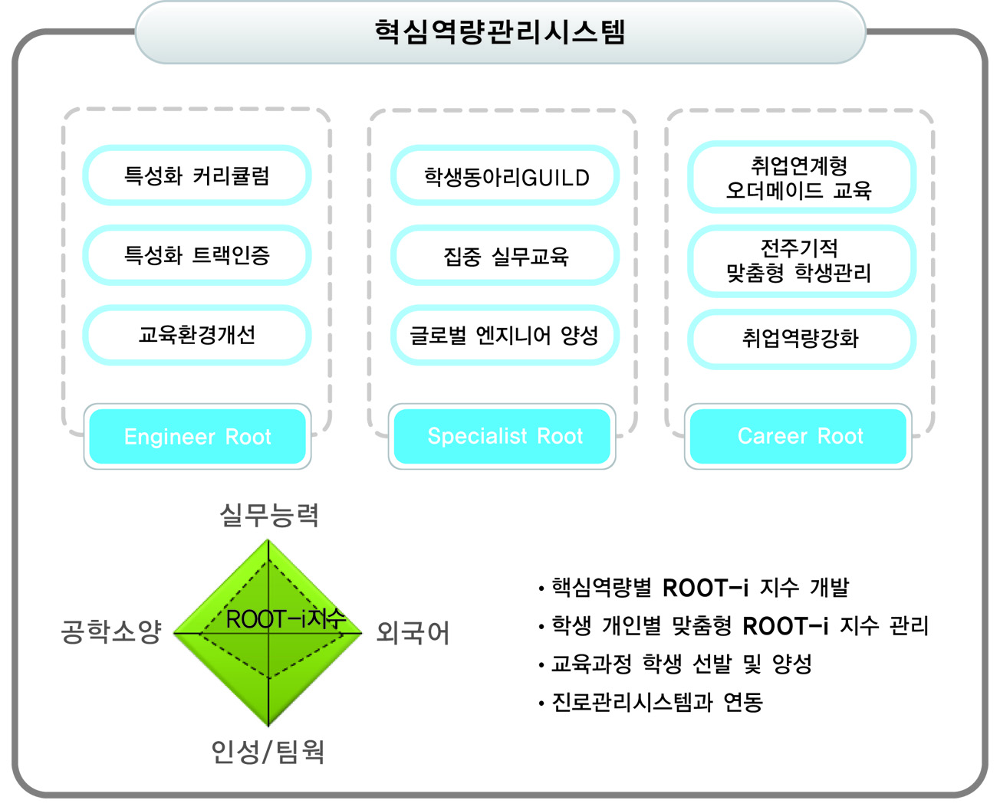 혁심역량관리시스템
특성화 커리큘럼
특성화 트랙인증
교육환경개선
Engineer Root
학생동아리GUILD
집중 실무교육
글로벌 엔지니어 양성
Specialist Root
취업연계형
오더메이드 교육
전주기적
맞춤형 학생관리
취업역량강화
Career Root
실무능력
공학소양
ROOT-i지수
외국어
인성/팀웍
• 핵심역량별 ROOT-i 지수 개발
• 학생 개인별 맞춤형 ROOT-i 지수 관리
• 교육과정 학생 선발 및 양성
• 진로관리시스템과 연동